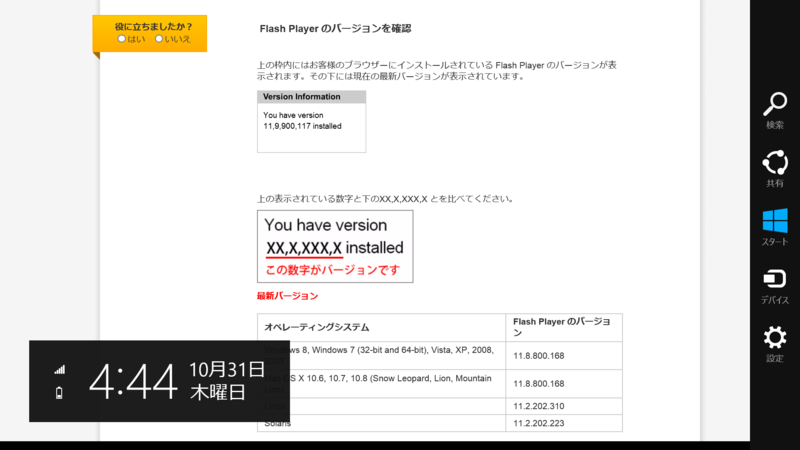 役に立ちましたか？
はい いいえ
Flash Player のバージョンを確認
上の枠内にはお客様のブラウザーにインストールされている Flash Player のバージョンが表
示されます。その下には現在の最新バージョンが表示されています。
Version Information
You have version
11,9,900,117 installed
上の表示されている数字と下のXX,X,XXX,X とを比べてください。
You have version
XX,X,XXX,X installed
この数字がバージョンです
最新バージョン
オペレーティングシステム
Flash Player のバージョ
ン
8, Windows 7 (32-bit and 64-bit), Vista, XP, 2008,
11.8.800.168
X 10.6, 10.7, 10.8 (Snow Leopard, Lion, Mountain
11.8.800.168
11.2.202.310
Solaris
11.2.202.223
4:44
10月31日
木曜日
検索
共有
スタート
デバイス
設定